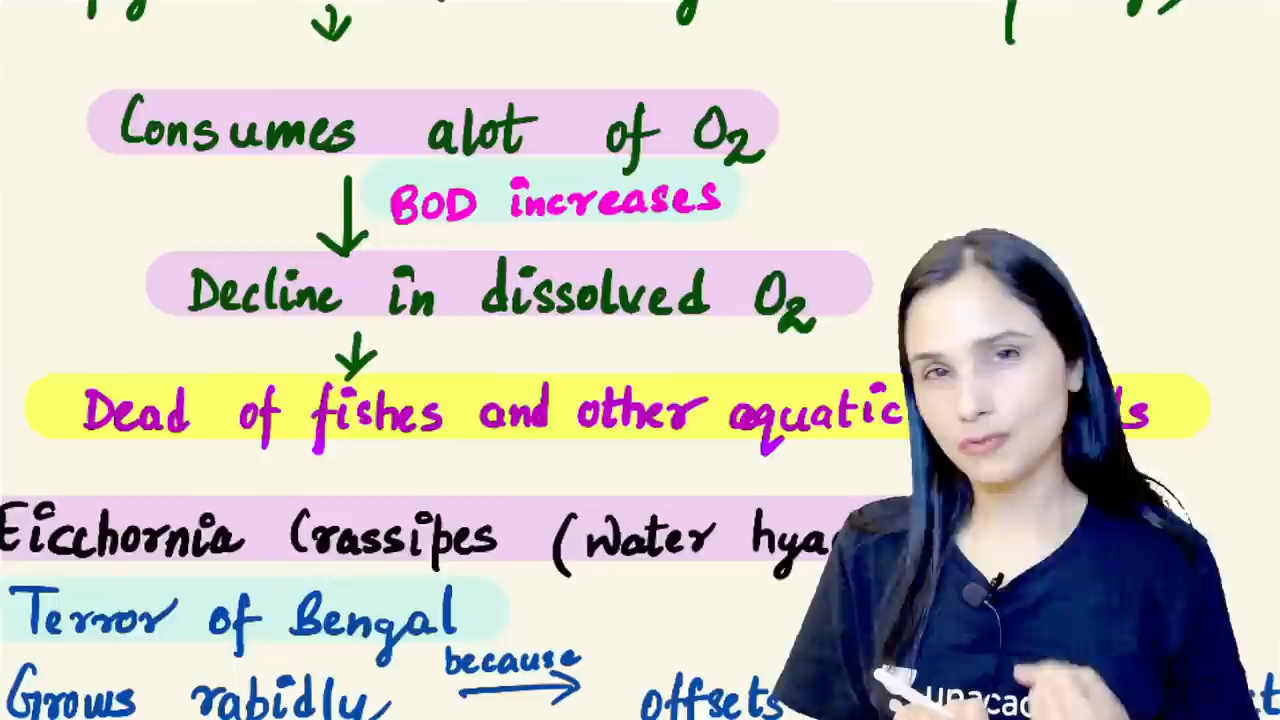 Consumes alot of O2
BOD increases
Decline in dissolved O2
Dead of fishes and other aquatic
Eicchornia Crassipes (Water hya
Terror of Bengal
because
Grows rabidly offsets
unacad